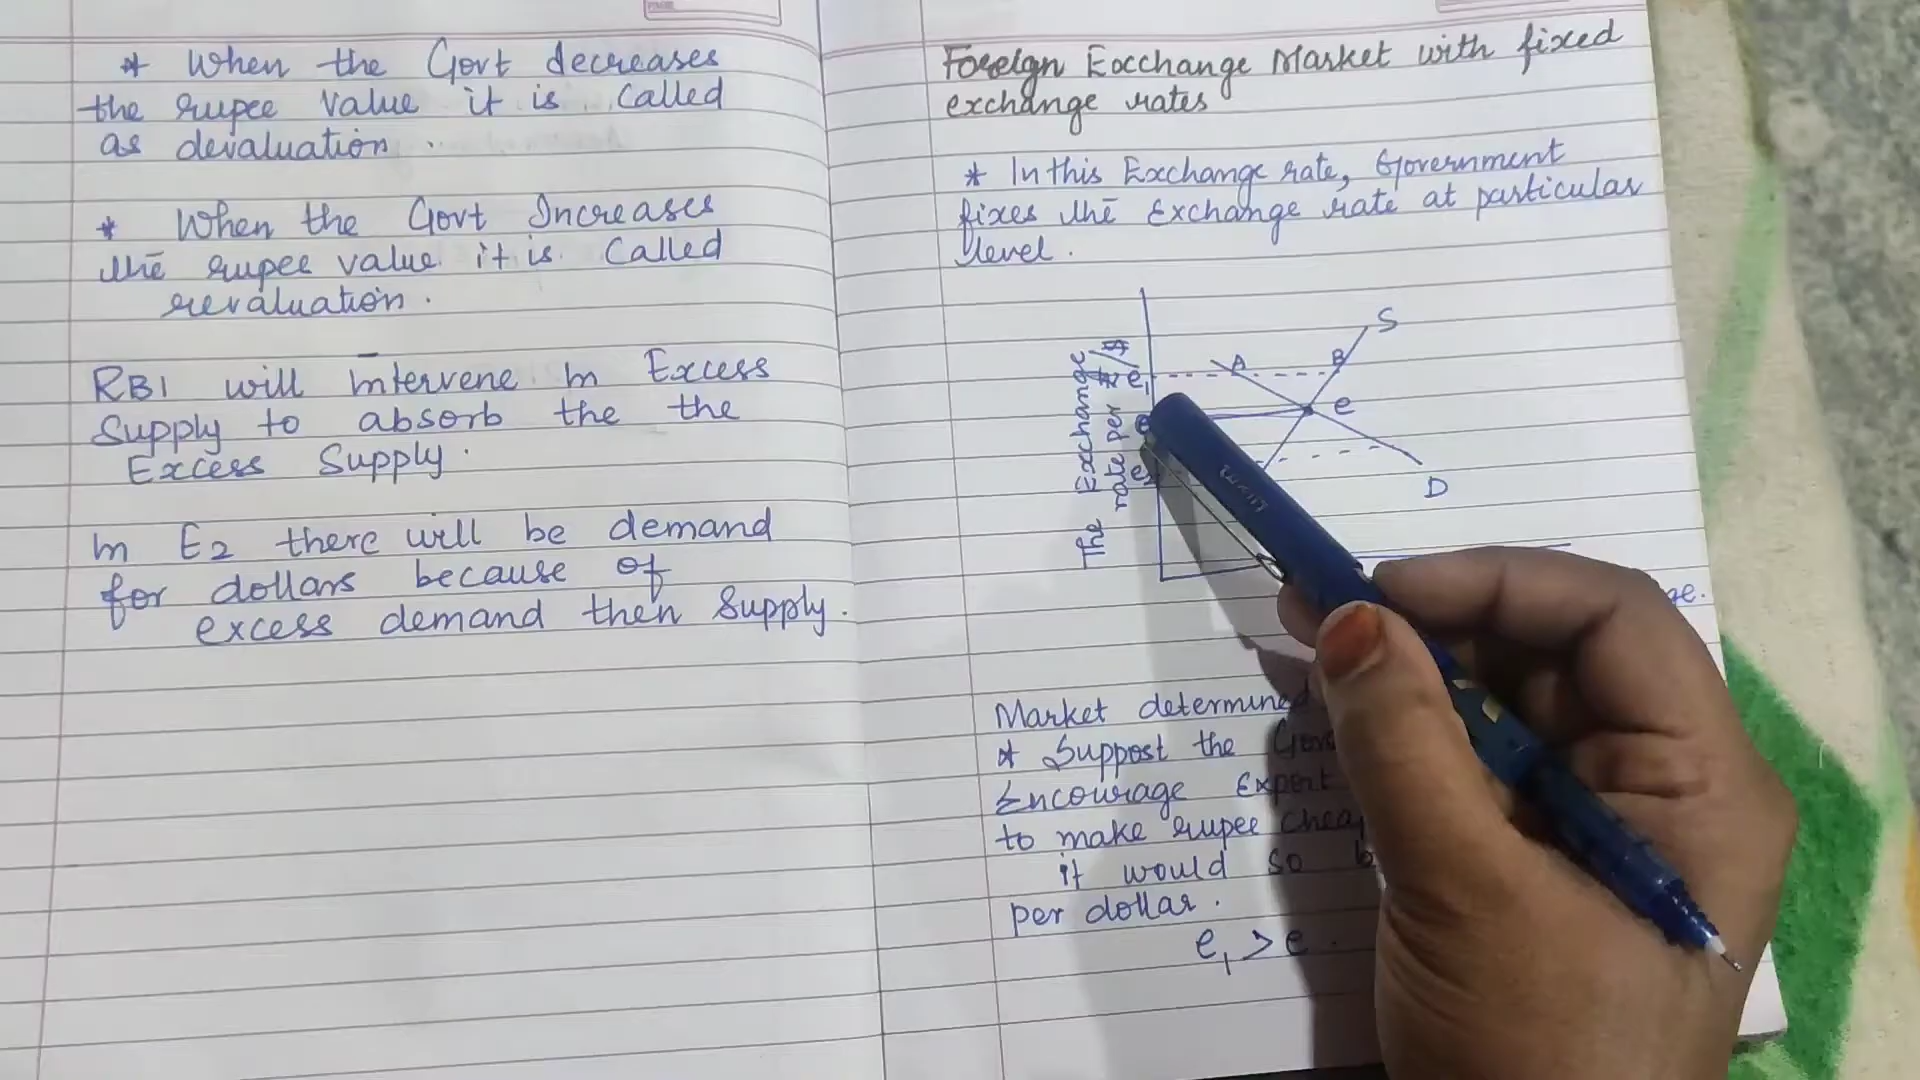 * When the Govt decreases
the rupee value it is called
as devaluation.
* When the Govt Increases
the rupee value it is called
revaluation.
RBI will Intervene In Excess
Supply to absorb the the
Excess Supply.
In E2 there will be demand
for dollars because of
excess demand then Supply.
Foreign Exchange Market with fixed
exchange rates
* In this Exchange rate, Government
fixes the Exchange rate at particular
level.
S
A B
e1
e
e
D
The Exchange
rate per
Market determined
* Suppost the
Encourage Export
to make rupee
it would so
per dollar.
e1 > e.